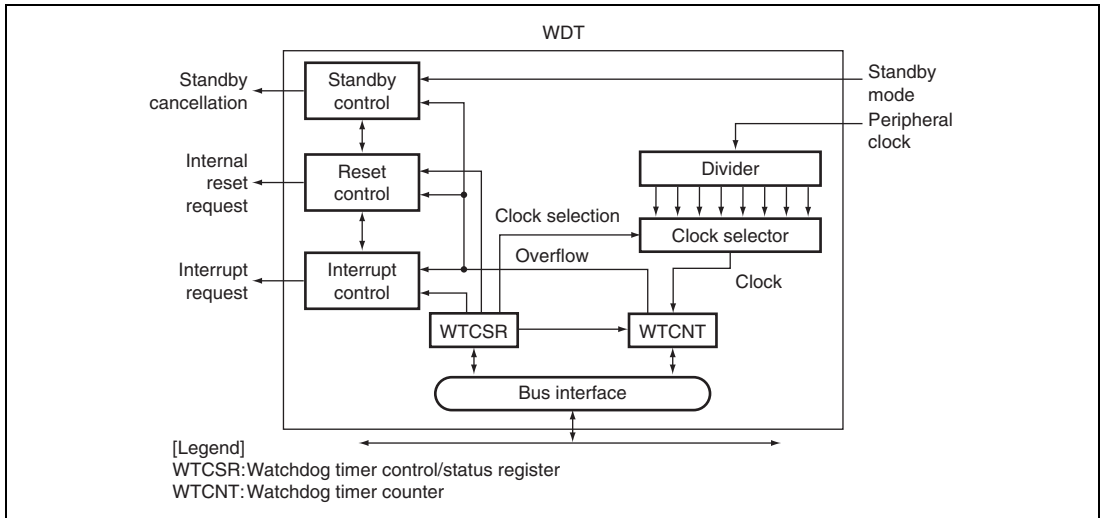 WDT
Standby
cancellation
Standby
control
Standby
mode
Peripheral
clock
Internal
reset
request
Reset
control
Divider
Clock selection
Clock selector
Overflow
Interrupt
request
Interrupt
control
Clock
WTCSR
WTCNT
Bus interface
[Legend]
WTCSR: Watchdog timer control/status register
WTCNT: Watchdog timer counter